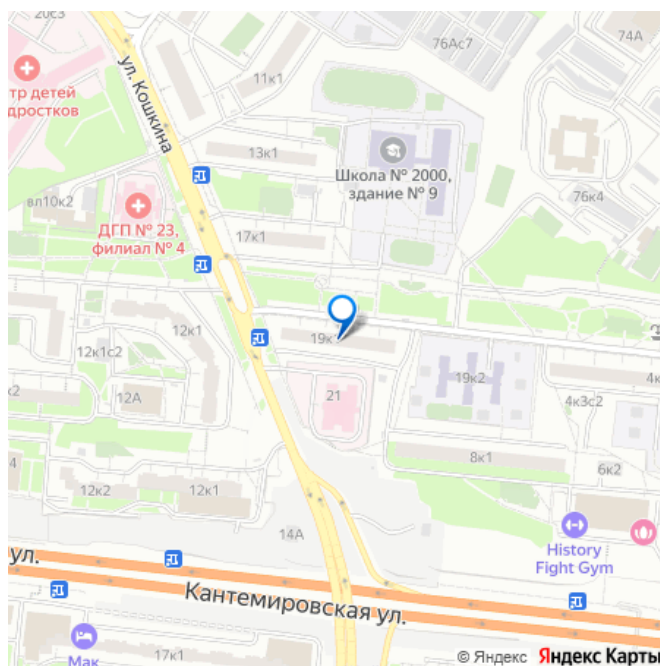 20с3
76Ас7
74А
тр детей
дростков
ул. Кошкина
11к1
13к1
Школа № 2000,
здание № 9
76к4
вл10к2
ДГП № 23,
филиал № 4
17к1
12к1
19к
12к1с2
к2
12А
21
19к2
4к3с2
4к
8к1
6к2
4
12к2
12к1
14А
History
Fight Gym
ул.
Кантемировская ул.
Мак
17к1
© Яндекс Яндекс Карты